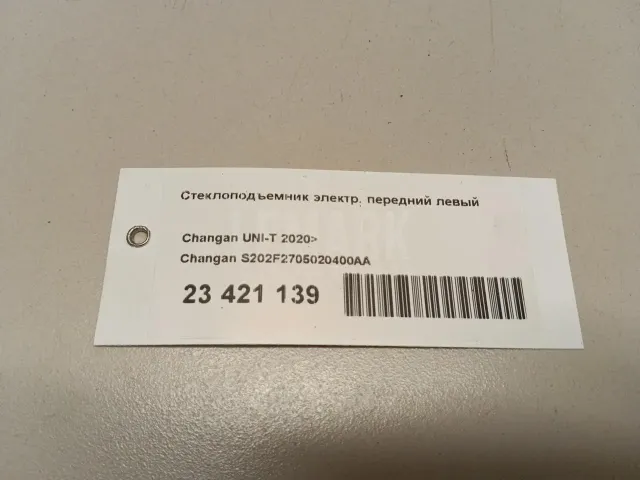 Стеклоподъемник электр. передний левый
Changan UNI-T 2020>
Changan S202F2705020400AA
23 421 139